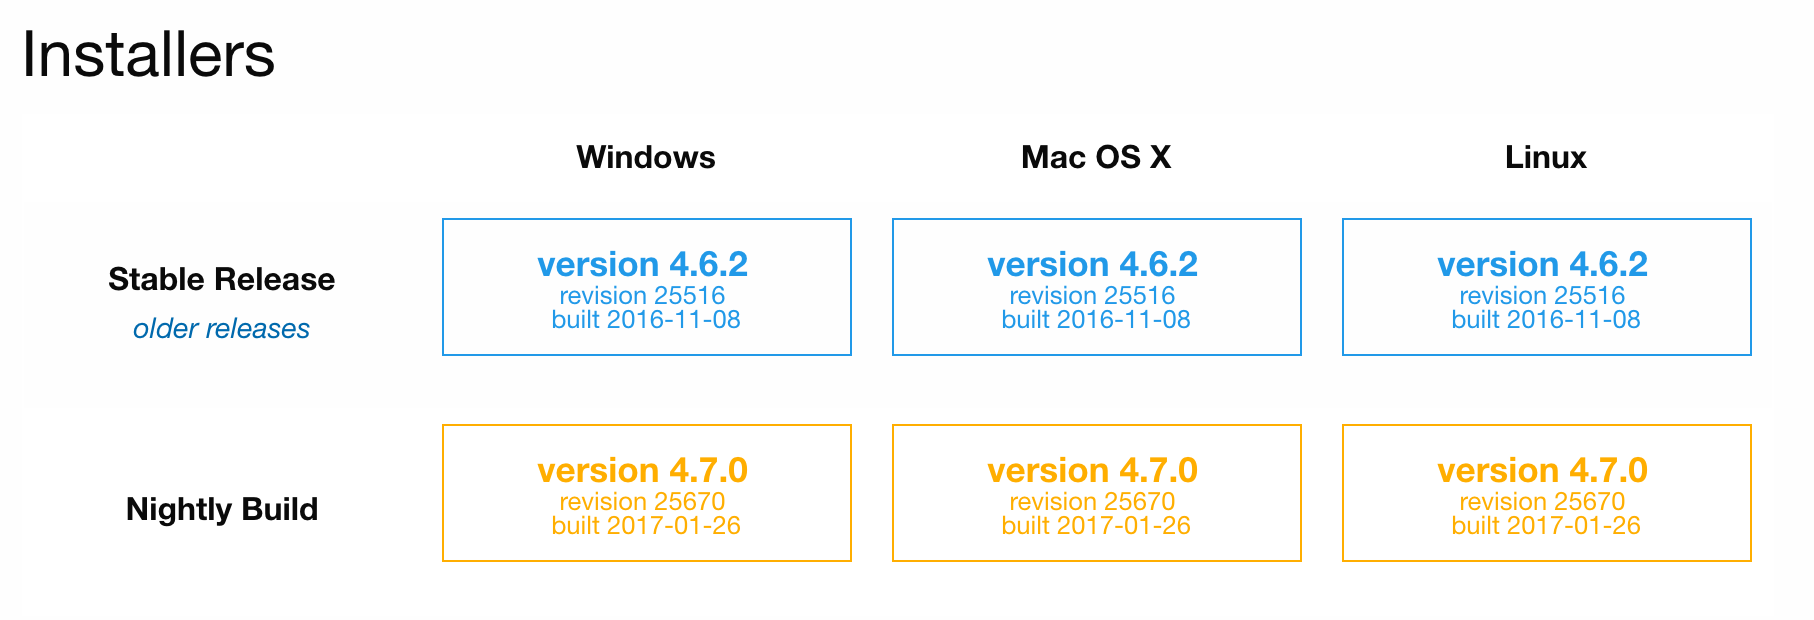 Installers
Windows Mac OS X Linux
Stable Release
older releases
version 4.6.2
revision 25516
built 2016-11-08
version 4.6.2
revision 25516
built 2016-11-08
version 4.6.2
revision 25516
built 2016-11-08
Nightly Build
version 4.7.0
revision 25670
built 2017-01-26
version 4.7.0
revision 25670
built 2017-01-26
version 4.7.0
revision 25670
built 2017-01-26